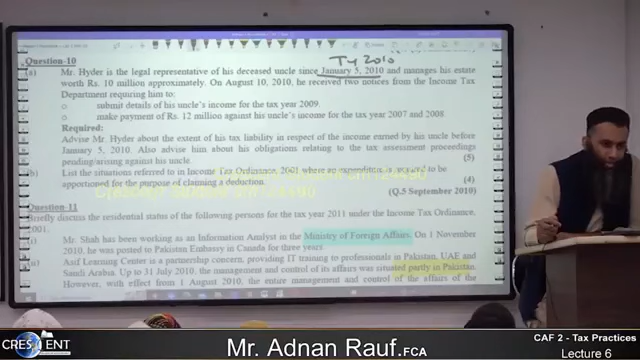 TY 2010
Question-10
(a) Mr. Hyder is the legal representative of his deceased uncle since January 5, 2010 and manages his estate
worth Rs. 10 million approximately. On August 10, 2010, he received two notices from the Income Tax
Department requiring him to:
o submit details of his uncle's income for the tax year 2009.
o make payment of Rs. 12 million against his uncle's income for the tax year 2007 and 2008.
Required:
Advise Mr. Hyder about the extent of his tax liability in respect of the income earned by his uncle before
January 5, 2010. Also advise him about his obligations relating to the tax assessment proceedings
pending/arising against his uncle. (5)
(b) List the situations referred to in Income Tax Ordinance, 2001 where an expenditure is required to be
apportioned for the purpose of claiming a deduction. (4)
(Q.5 September 2010)
Question-11
Briefly discuss the residential status of the following persons for the tax year 2011 under the Income Tax Ordinance,
2001.
(i) Mr. Shah has been working as an Information Analyst in the Ministry of Foreign Affairs. On 1 November
2010, he was posted to Pakistan Embassy in Canada for three years.
Asif Learning Center is a partnership concern, providing IT training to professionals in Pakistan, UAE and
Saudi Arabia. Up to 31 July 2010, the management and control of its affairs was situated partly in Pakistan.
However, with effect from 1 August 2010, the entire management and control of the affairs of the
CRESCENT
Mr. Adnan Rauf.FCA
CAF 2 - Tax Practices
Lecture 6